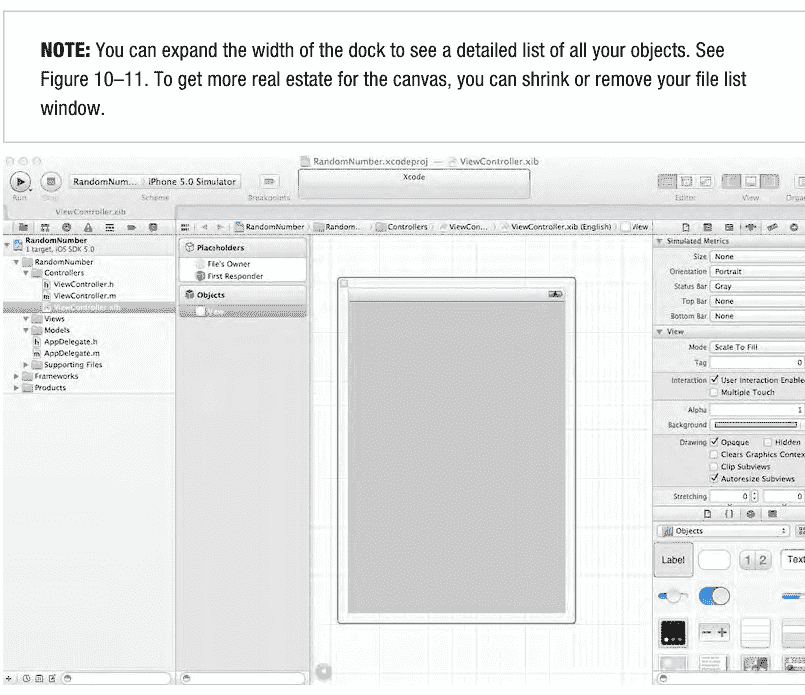 NOTE: You can expand the width of the dock to see a detailed list of all your objects. See
Figure 10–11. To get more real estate for the canvas, you can shrink or remove your file list
window.
RandomNumber.xcodeproj — ViewController.xib
RandomNum... iPhone 5.0 Simulator
Xcode
Run Stop Scheme Breakpoints Editor View Orga
ViewController.xib
RandomNumber Random... Controllers ViewCon... ViewController.xib (English) View
RandomNumber
1 target, iOS SDK 5.0
RandomNumber
Controllers
ViewController.h
ViewController.m
ViewController.xib
Views
Models
AppDelegate.h
AppDelegate.m
Supporting Files
Frameworks
Products
Placeholders
File's Owner
First Responder
Objects
View
Simulated Metrics
Size None
Orientation Portrait
Status Bar Gray
Top Bar None
Bottom Bar None
View
Mode Scale To Fill
Tag 0
Interaction User Interaction Enable
Multiple Touch
Alpha 1
Background
Drawing Opaque Hidden
Clears Graphics Contex
Clip Subviews
Autoresize Subviews
Stretching 0 0
Objects
Label 1 2 Text